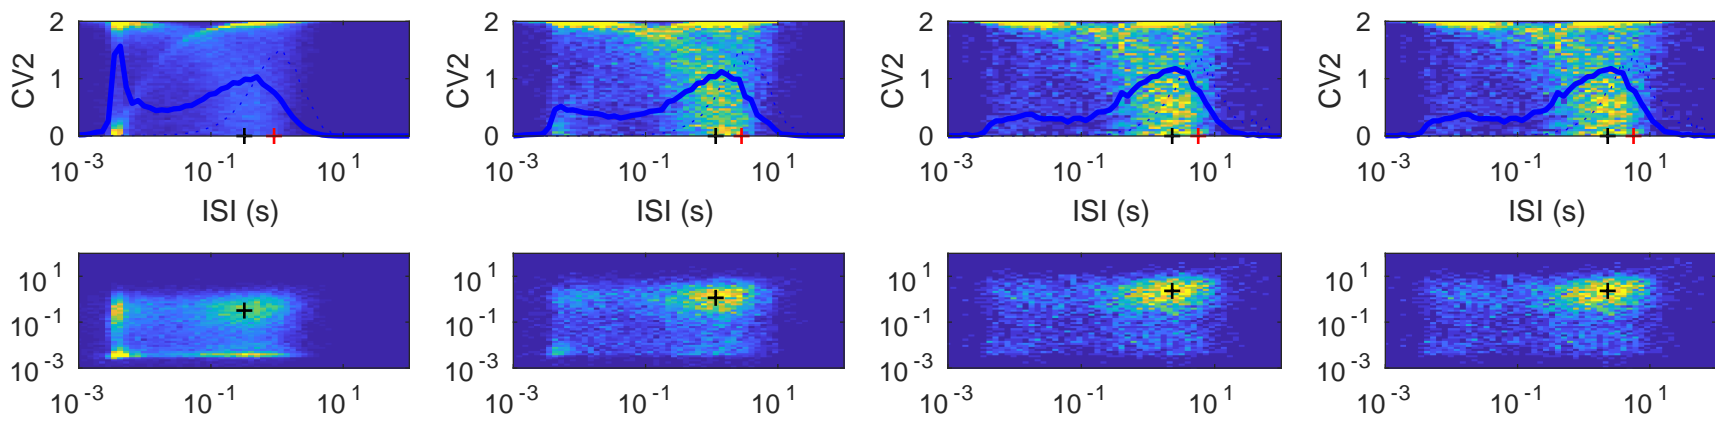 2 2 2 2
CV2 1 CV2 1 CV2 1 CV2 1
0 0 0 0
10^-3 10^-1 10^1 10^-3 10^-1 10^1 10^-3 10^-1 10^1 10^-3 10^-1 10^1
ISI (s) ISI (s) ISI (s) ISI (s)
10^1 10^1 10^1 10^1
10^-1 10^-1 10^-1 10^-1
10^-3 10^-3 10^-3 10^-3
10^-3 10^-1 10^1 10^-3 10^-1 10^1 10^-3 10^-1 10^1 10^-3 10^-1 10^1